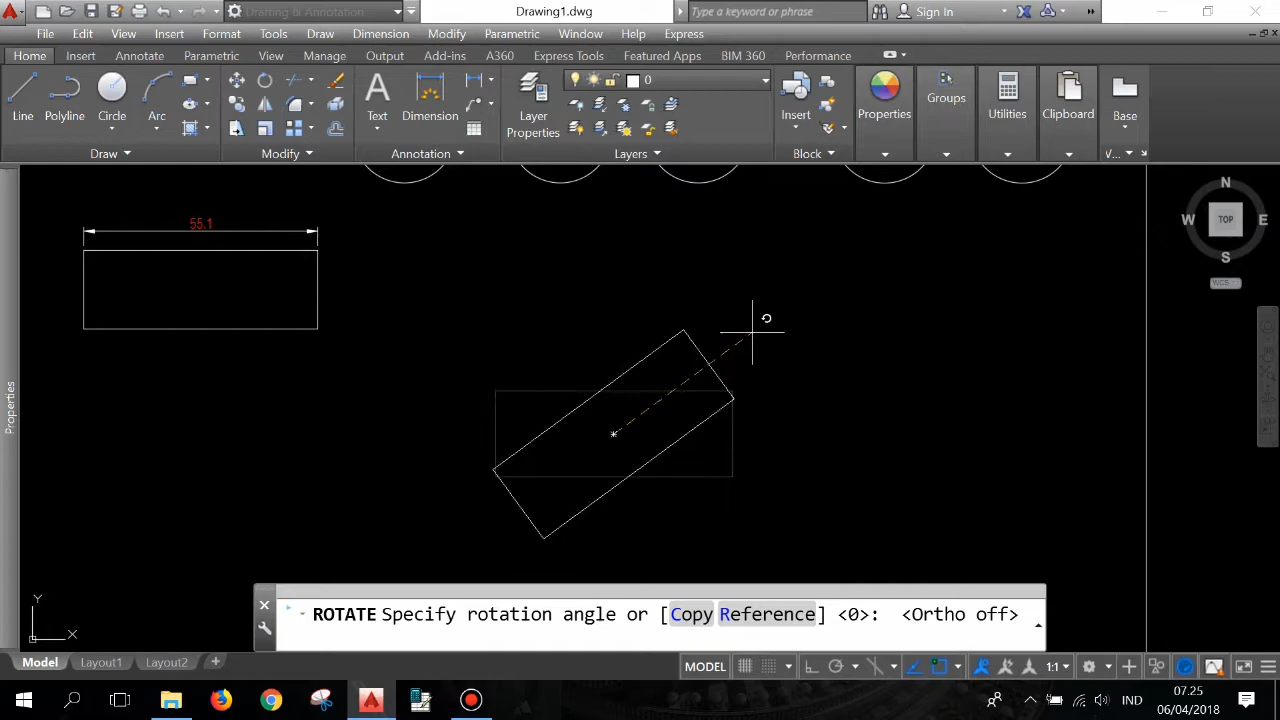 Drafting & Annotation
Drawing1.dwg
Type a keyword or phrase
Sign In
File Edit View Insert Format Tools Draw Dimension Modify Parametric Window Help Express
Home Insert Annotate Parametric View Manage Output Add-ins A360 Express Tools Featured Apps BIM 360 Performance
Line Polyline Circle Arc
Text Dimension
Layer Properties
0
Insert
Properties
Groups
Utilities
Clipboard
Base
Draw Modify Annotation Layers Block V...
55.1
N
W TOP E
S
WCS
Properties
Y
X
ROTATE Specify rotation angle or [Copy Reference] <0>: <Ortho off>
Model Layout1 Layout2 +
MODEL 1:1
IND
07.25
06/04/2018